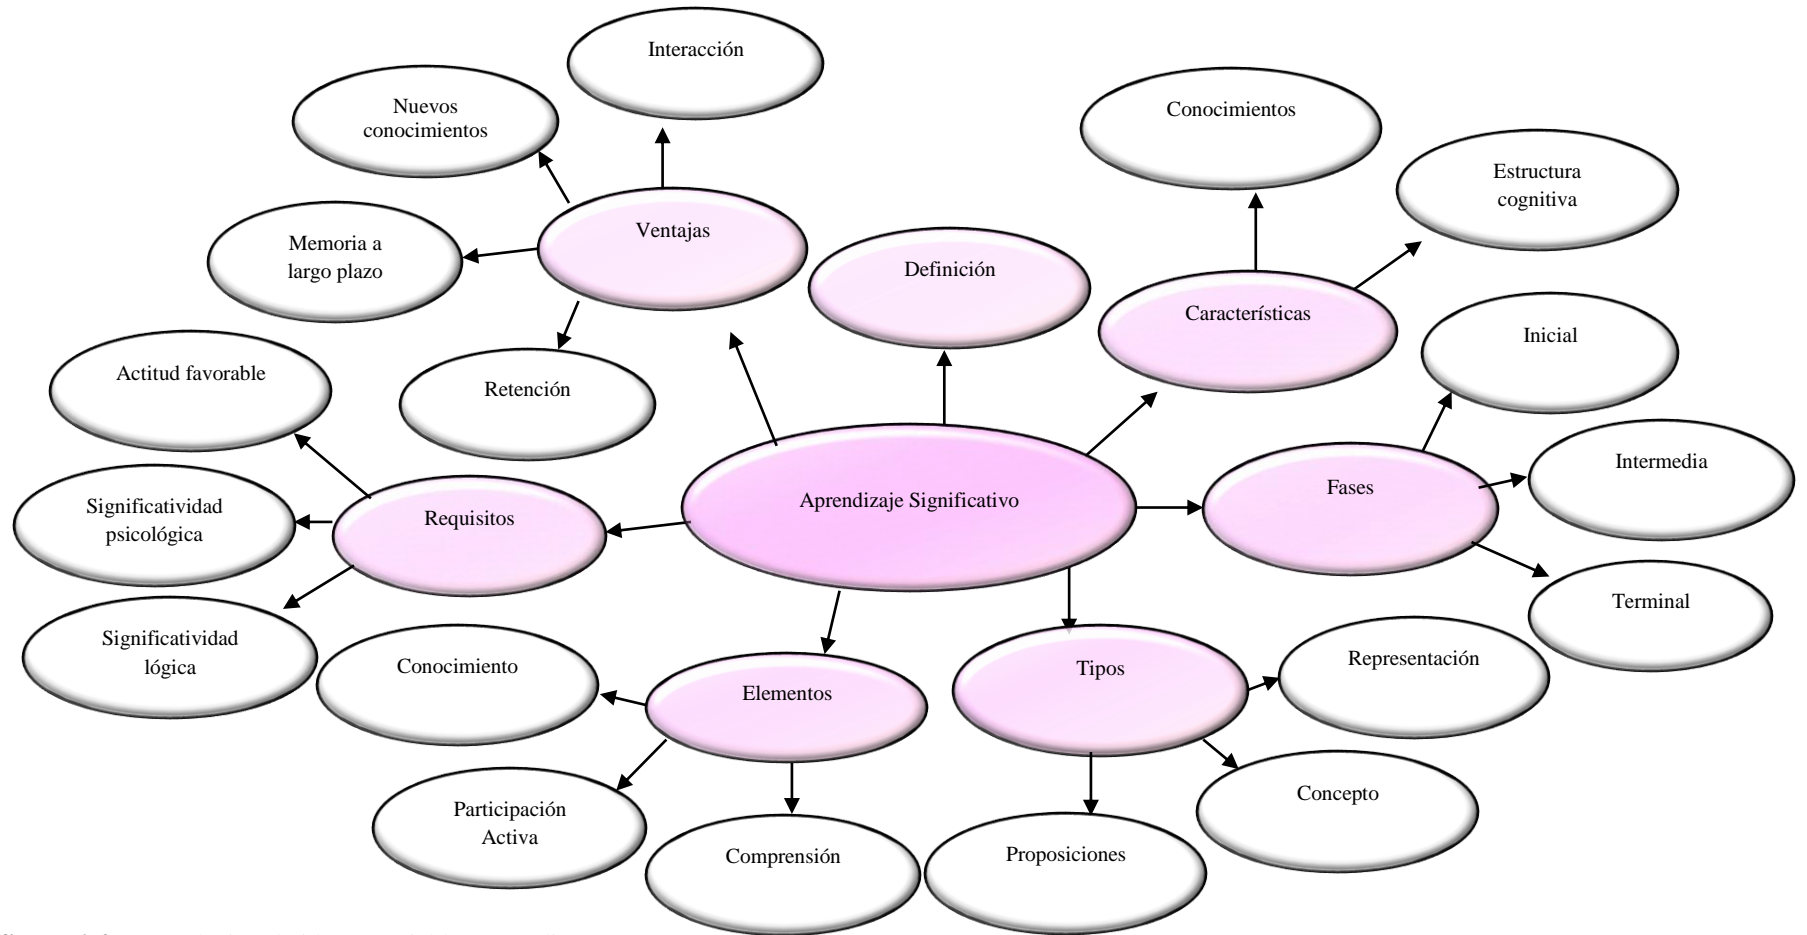 Interacción
Nuevos
conocimientos
Conocimientos
Estructura
cognitiva
Ventajas
Memoria a
largo plazo
Definición
Características
Inicial
Actitud favorable
Retención
Intermedia
Fases
Aprendizaje Significativo
Significatividad
psicológica
Requisitos
Terminal
Significatividad
lógica
Conocimiento
Elementos
Tipos
Representación
Participación
Activa
Comprensión
Proposiciones
Concepto